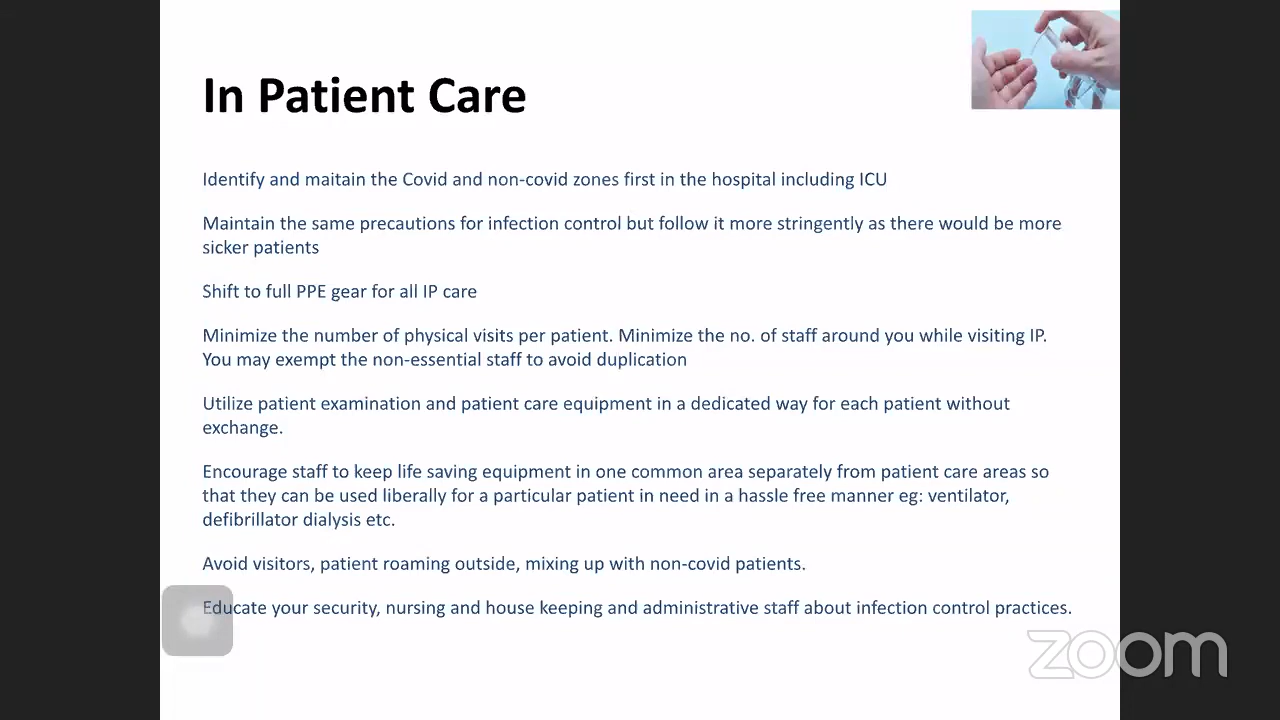 In Patient Care
Identify and maitain the Covid and non-covid zones first in the hospital including ICU
Maintain the same precautions for infection control but follow it more stringently as there would be more
sicker patients
Shift to full PPE gear for all IP care
Minimize the number of physical visits per patient. Minimize the no. of staff around you while visiting IP.
You may exempt the non-essential staff to avoid duplication
Utilize patient examination and patient care equipment in a dedicated way for each patient without
exchange.
Encourage staff to keep life saving equipment in one common area separately from patient care areas so
that they can be used liberally for a particular patient in need in a hassle free manner eg: ventilator,
defibrillator dialysis etc.
Avoid visitors, patient roaming outside, mixing up with non-covid patients.
Educate your security, nursing and house keeping and administrative staff about infection control practices.
zoom